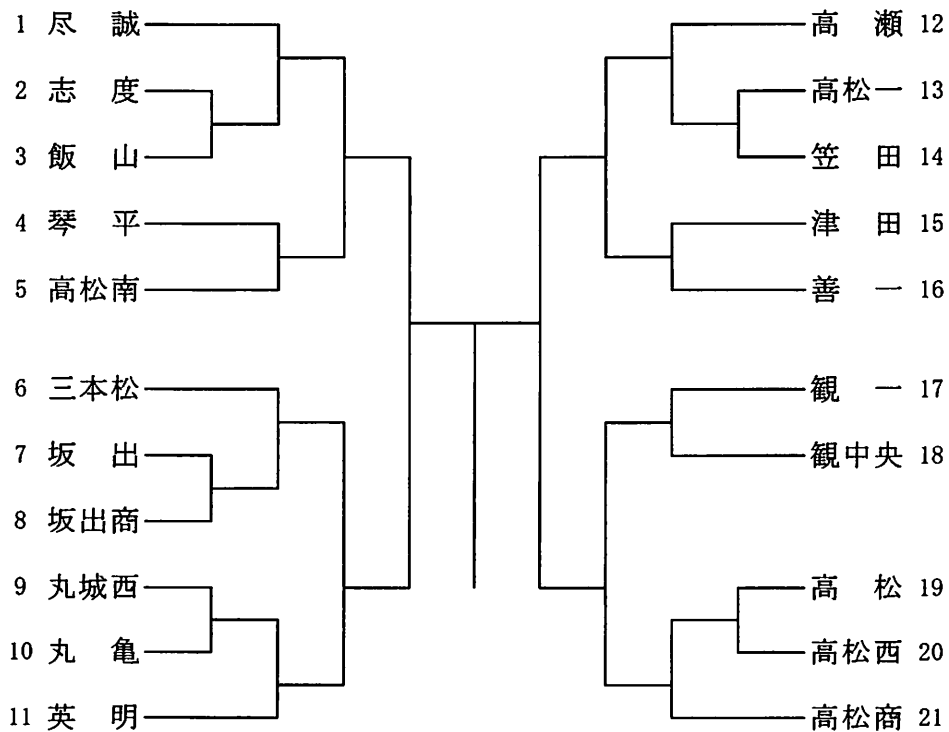 1 尽誠
2 志度
3 飯山
4 琴平
5 高松南
6 三本松
7 坂出
8 坂出商
9 丸城西
10 丸亀
11 英明
高瀬 12
高松一 13
笠田 14
津田 15
善一 16
観一 17
観中央 18
高松 19
高松西 20
高松商 21